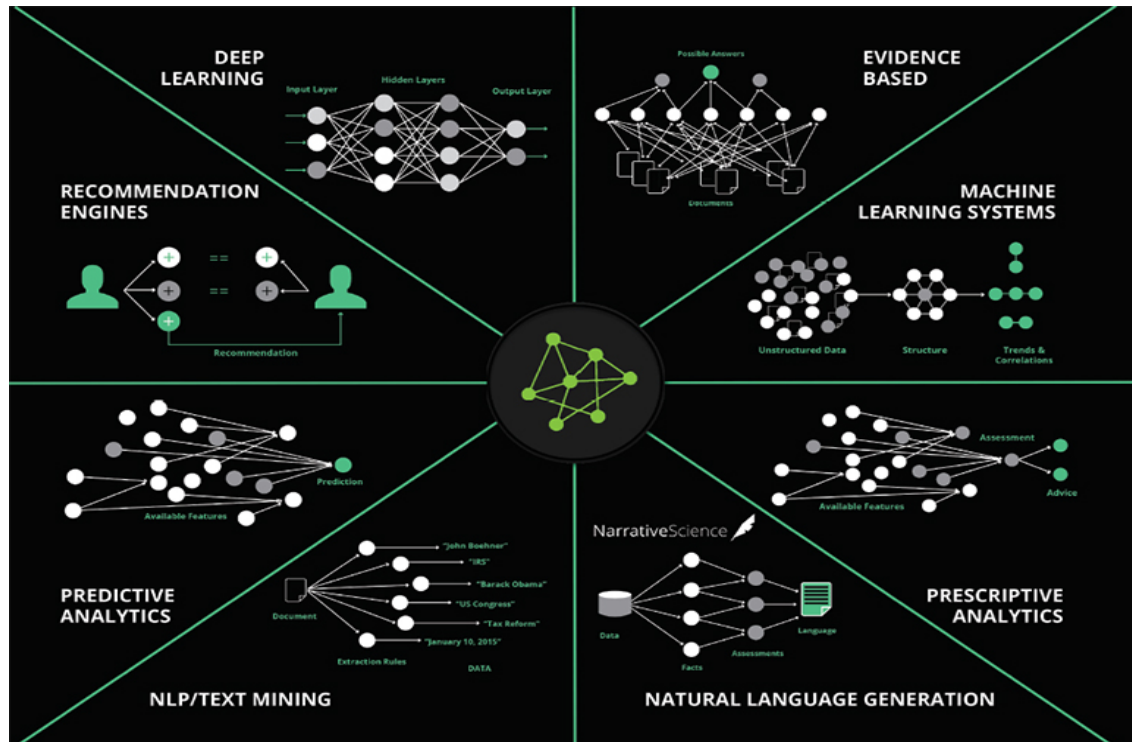 DEEP
LEARNING
Input Layer
Hidden Layers
Output Layer
EVIDENCE
BASED
Possible Answers
Documents
RECOMMENDATION
ENGINES
+ == +
+ == +
+
Recommendation
MACHINE
LEARNING SYSTEMS
Unstructured Data
Structure
Trends &
Correlations
Prediction
Available Features
PREDICTIVE
ANALYTICS
Assessment
Advice
Available Features
PRESCRIPTIVE
ANALYTICS
Document
"John Boehner"
"IRS"
"Barack Obama"
"US Congress"
"Tax Reform"
"January 10, 2015"
Extraction Rules
DATA
NLP/TEXT MINING
NarrativeScience
Data
Facts
Assessments
Language
NATURAL LANGUAGE GENERATION